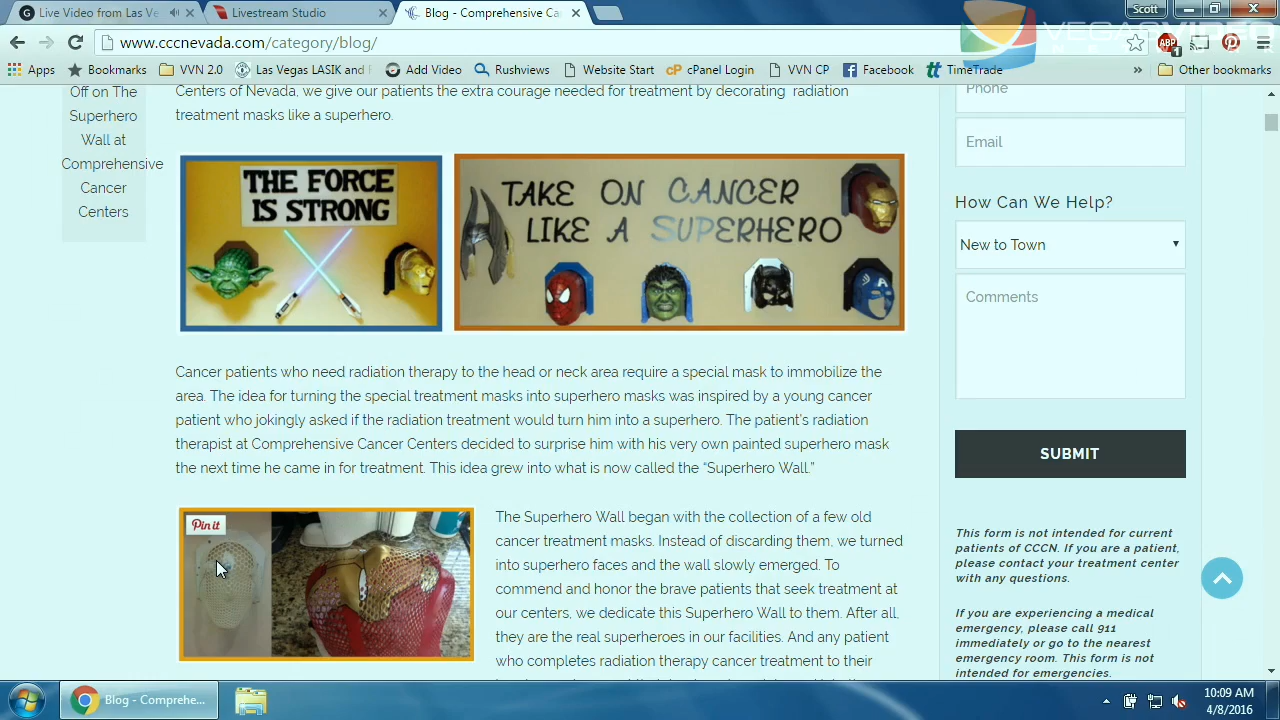 Live Video from Las Ve
Livestream Studio
Blog - Comprehensive Ca
Scott
www.cccnevada.com/category/blog/
VEGAS VIDEO
ABP
1
Apps
Bookmarks
VVN 2.0
Las Vegas LASIK and
Add Video
Rushviews
Website Start
cPanel Login
VVN CP
Facebook
TimeTrade
»
Other bookmarks
Off on The
Superhero
Wall at
Comprehensive
Cancer
Centers
Centers of Nevada, we give our patients the extra courage needed for treatment by decorating radiation
treatment masks like a superhero.
THE FORCE
IS STRONG
TAKE ON CANCER
LIKE A SUPERHERO
Cancer patients who need radiation therapy to the head or neck area require a special mask to immobilize the
area. The idea for turning the special treatment masks into superhero masks was inspired by a young cancer
patient who jokingly asked if the radiation treatment would turn him into a superhero. The patient's radiation
therapist at Comprehensive Cancer Centers decided to surprise him with his very own painted superhero mask
the next time he came in for treatment. This idea grew into what is now called the “Superhero Wall.”
Pin it
The Superhero Wall began with the collection of a few old
cancer treatment masks. Instead of discarding them, we turned
into superhero faces and the wall slowly emerged. To
commend and honor the brave patients that seek treatment at
our centers, we dedicate this Superhero Wall to them. After all,
they are the real superheroes in our facilities. And any patient
who completes radiation therapy cancer treatment to their
Phone
Email
How Can We Help?
New to Town
Comments
SUBMIT
This form is not intended for current
patients of CCCN. If you are a patient,
please contact your treatment center
with any questions.
If you are experiencing a medical
emergency, please call 911
immediately or go to the nearest
emergency room. This form is not
intended for emergencies.
Blog - Comprehe...
10:09 AM
4/8/2016